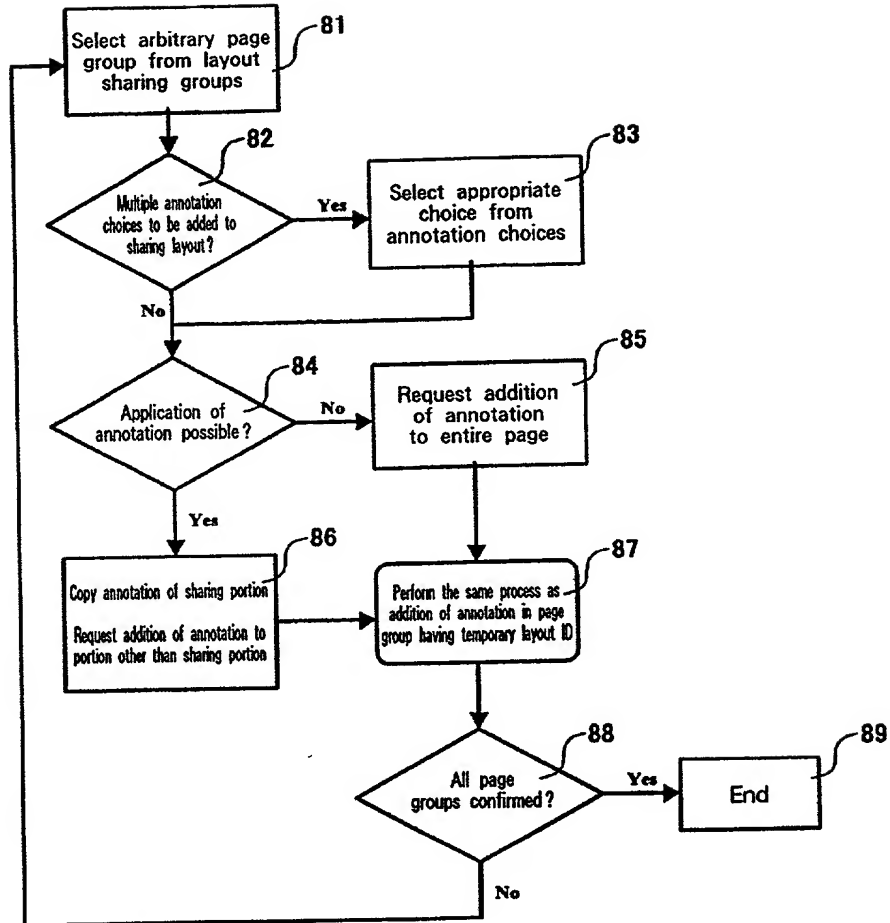 Select arbitrary page
group from layout
sharing groups
81
82
Multiple annotation
choices to be added to
sharing layout?
Yes
83
Select appropriate
choice from
annotation choices
No
84
Application of
annotation possible?
No
85
Request addition
of annotation
to entire page
Yes
86
Copy annotation of sharing portion
Request addition of annotation to
portion other than sharing portion
87
Perform the same process as
addition of annotation in page
group having temporary layout ID
88
All page
groups confirmed?
Yes
89
End
No